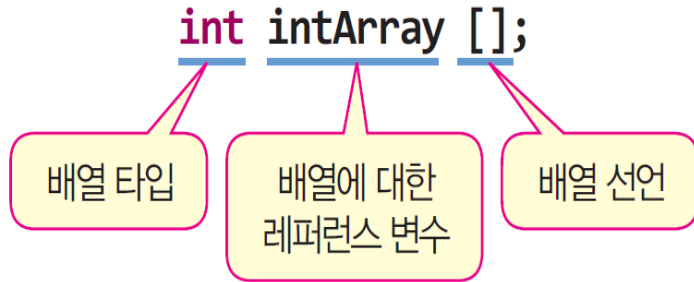 int intArray [];
배열 타입
배열에 대한
레퍼런스 변수
배열 선언